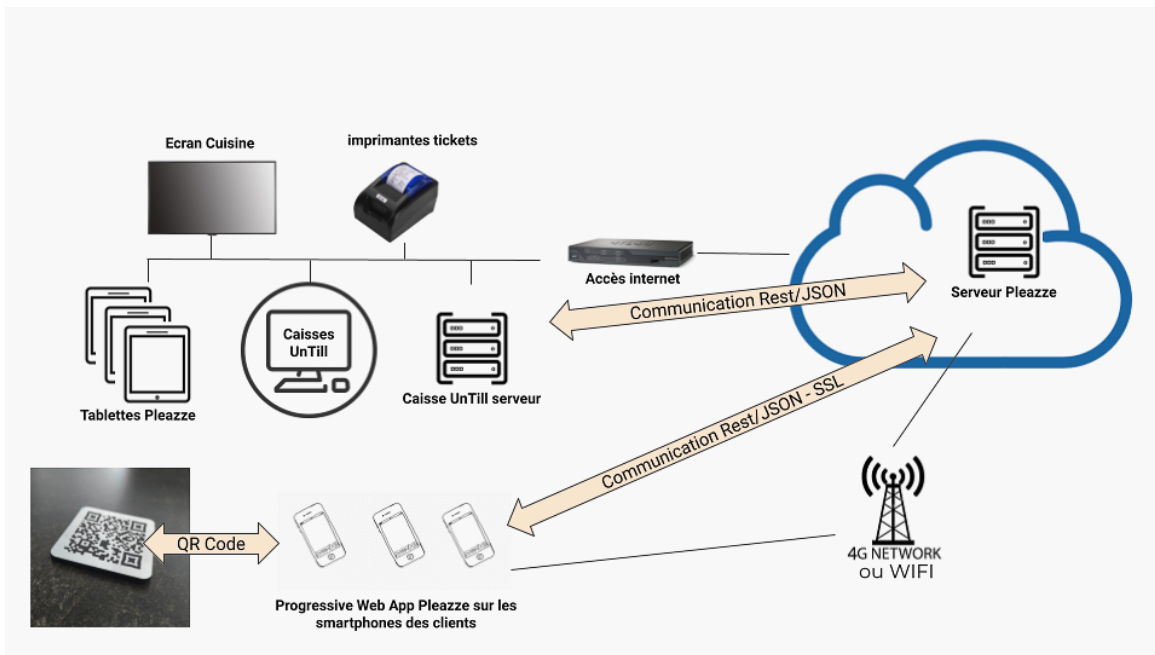 Ecran Cuisine
imprimantes tickets
Accès internet
Serveur Pleazze
Communication Rest/JSON
Caisses
UnTill
Tablettes Pleazze
Caisse UnTill serveur
Communication Rest/JSON - SSL
QR Code
4G NETWORK
ou WIFI
Progressive Web App Pleazze sur les
smartphones des clients